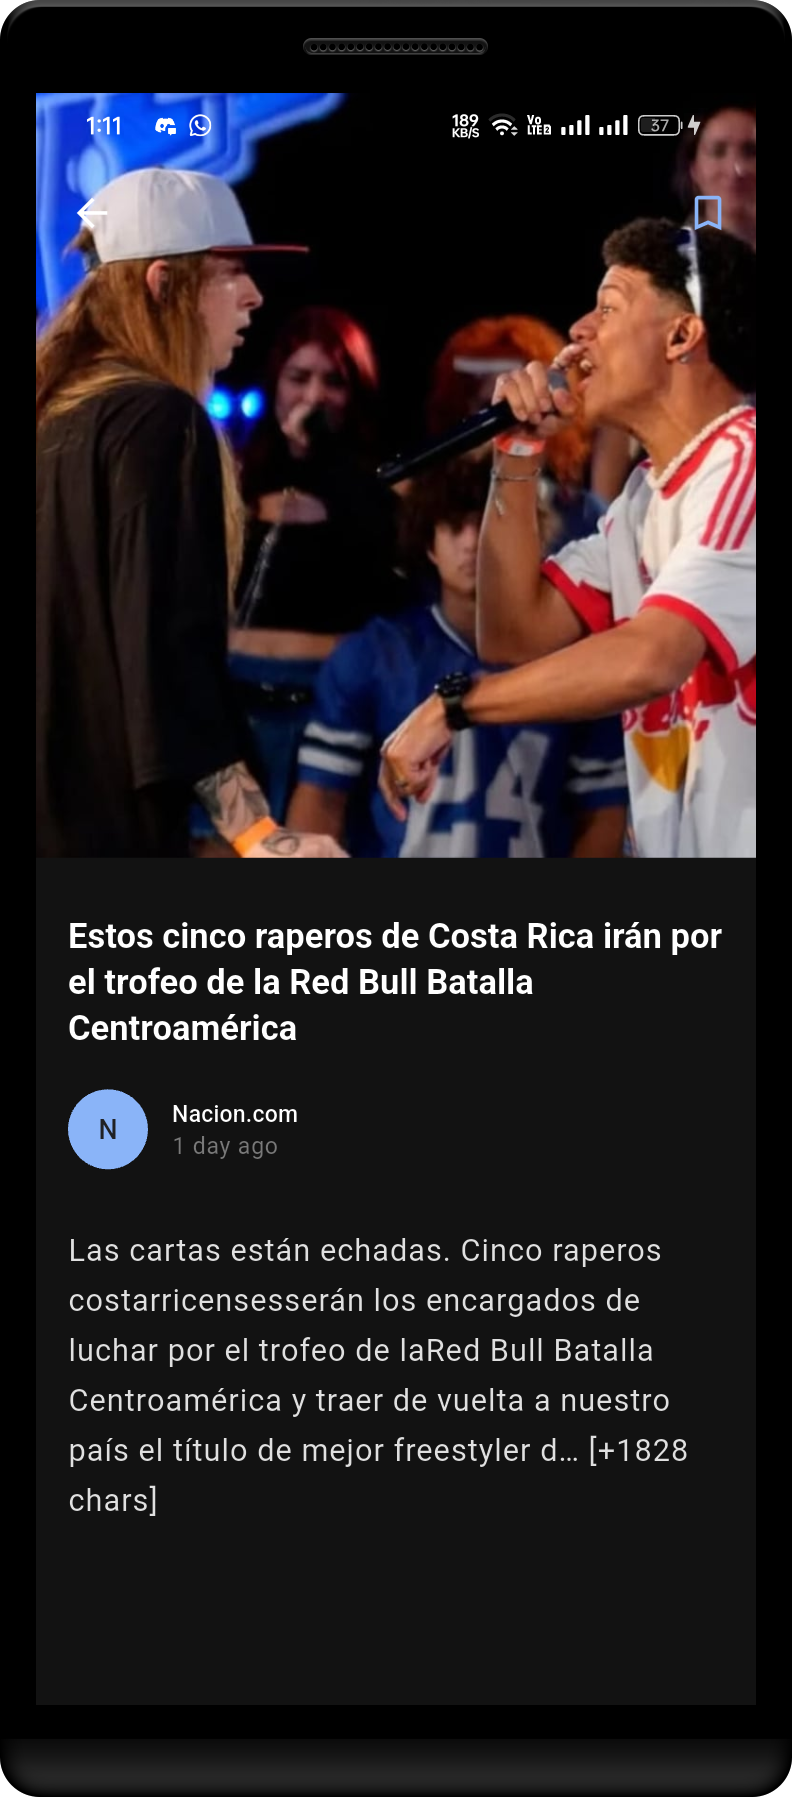 1:11
189
KB/S
Vo
LTE2
37
24
Estos cinco raperos de Costa Rica irán por
el trofeo de la Red Bull Batalla
Centroamérica
N
Nacion.com
1 day ago
Las cartas están echadas. Cinco raperos
costarricensesserán los encargados de
luchar por el trofeo de laRed Bull Batalla
Centroamérica y traer de vuelta a nuestro
país el título de mejor freestyler d… [+1828
chars]